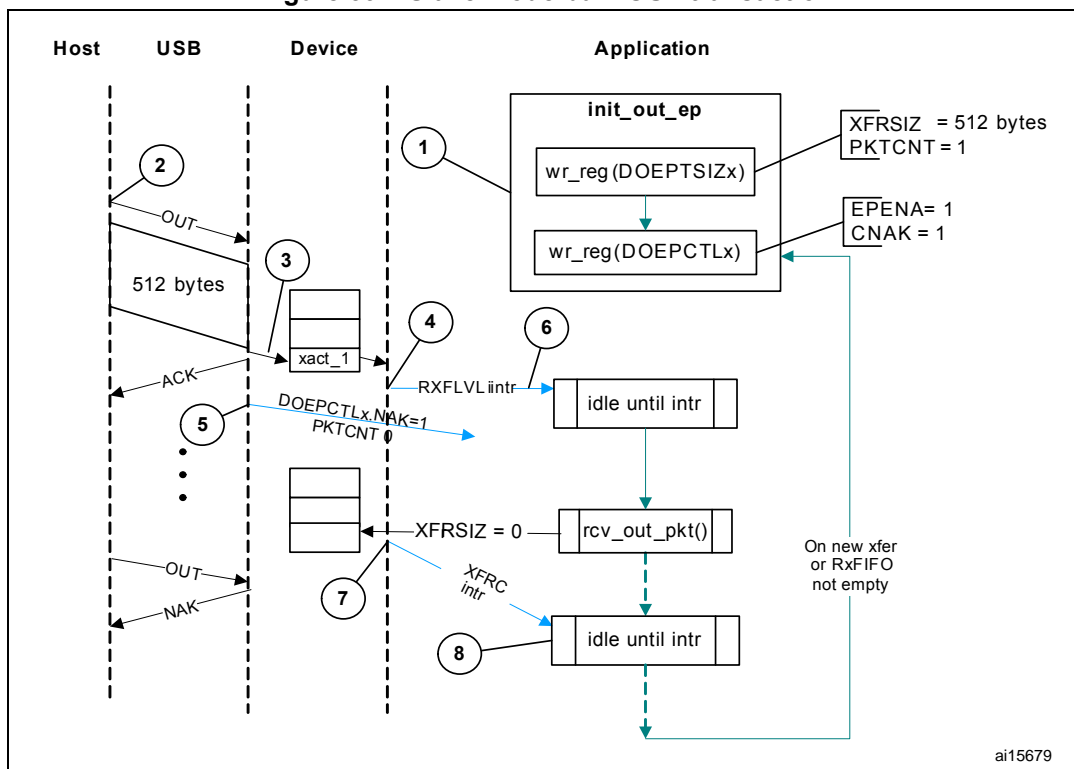 Host USB Device Application
init_out_ep
XFRSIZ = 512 bytes
PKTCNT = 1
1
wr_reg(DOEPTSIZx)
2
OUT
EPENA= 1
CNAK = 1
wr_reg(DOEPCTLx)
3
512 bytes
4
6
xact_1
ACK
RXFLVL iintr
idle until intr
DOEPCTLx.NAK=1
PKTCNT 0
5
XFRSIZ = 0
rcv_out_pkt()
On new xfer
or RxFIFO
not empty
OUT
XFRC
intr
7
NAK
idle until intr
8
ai15679